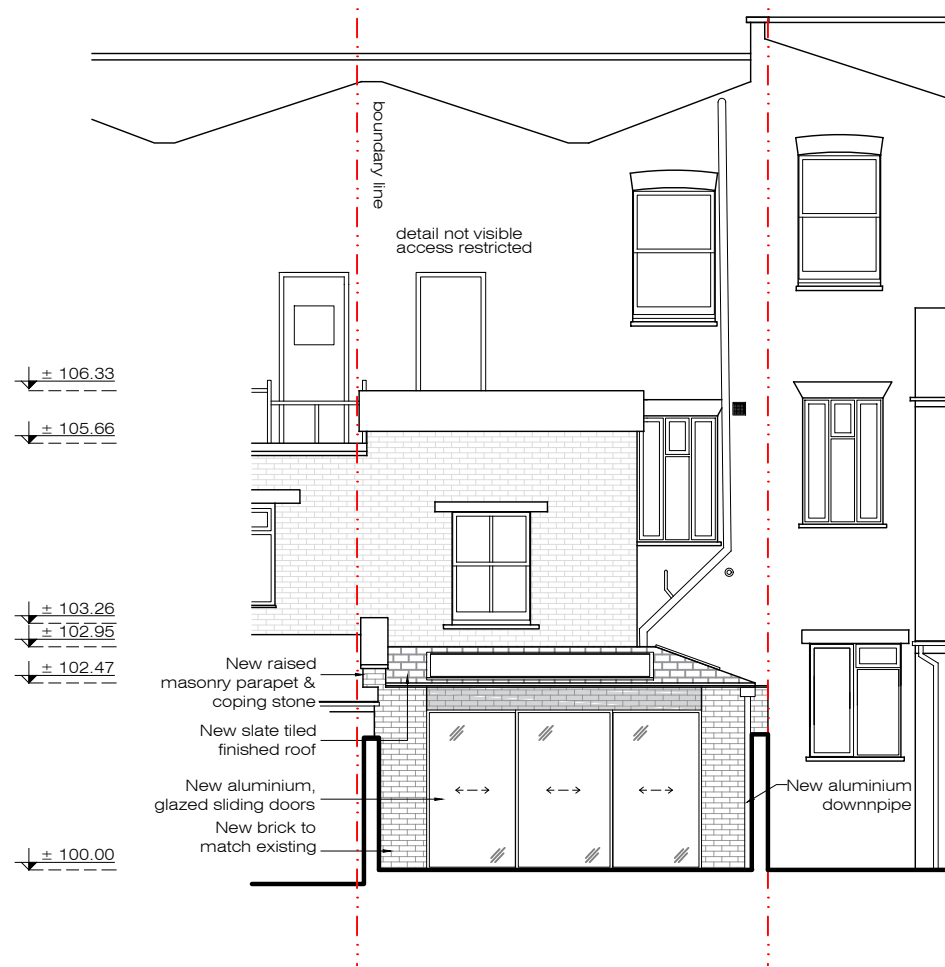 boundary line
detail not visible
access restricted
± 106.33
± 105.66
± 103.26
± 102.95
± 102.47
New raised
masonry parapet &
coping stone
New slate tiled
finished roof
New aluminium,
glazed sliding doors
New aluminium
downnpipe
New brick to
match existing
± 100.00